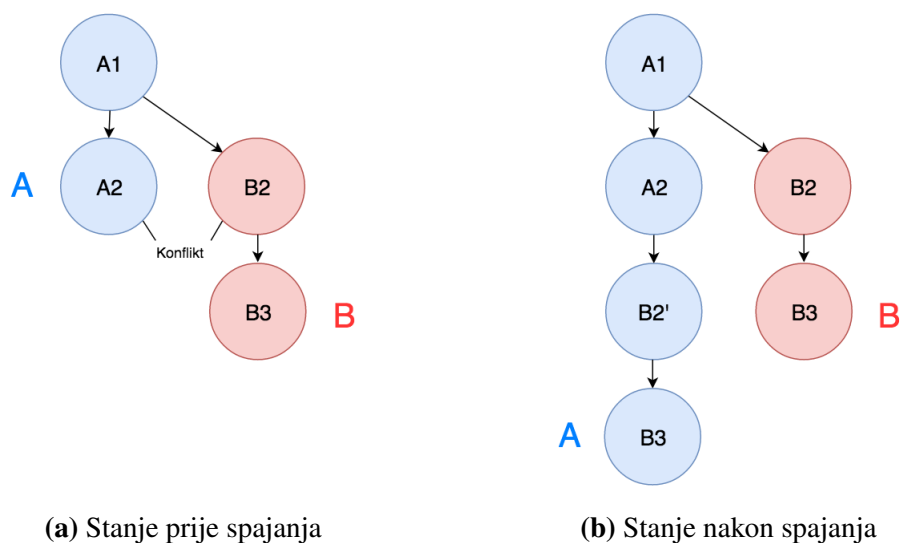 A1
A2
B2
A
Konflikt
B3
B
(a) Stanje prije spajanja
A1
A2
B2
B2'
B3
B
A
B3
(b) Stanje nakon spajanja